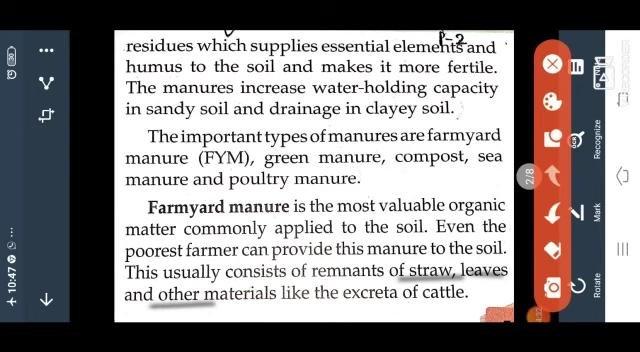 P-2
residues which supplies essential elements and
humus to the soil and makes it more fertile.
The manures increase water-holding capacity
in sandy soil and drainage in clayey soil.
The important types of manures are farmyard
manure (FYM), green manure, compost, sea
manure and poultry manure.
Farmyard manure is the most valuable organic
matter commonly applied to the soil. Even the
poorest farmer can provide this manure to the soil.
This usually consists of remnants of straw, leaves
and other materials like the excreta of cattle.
10:47
30
2/8
Recognize
Mark
Rotate